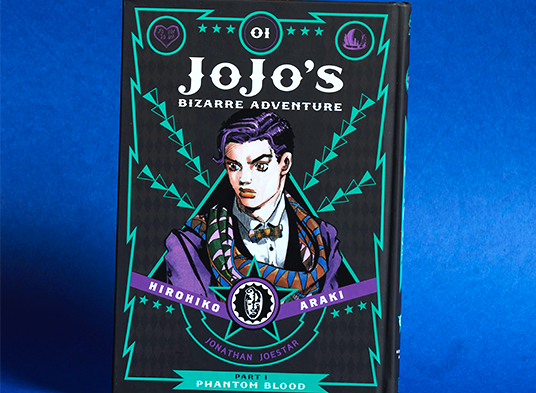 01
JoJo's
BIZARRE ADVENTURE
HIROHIKO ARAKI
JONATHAN JOESTAR
PART 1
PHANTOM BLOOD